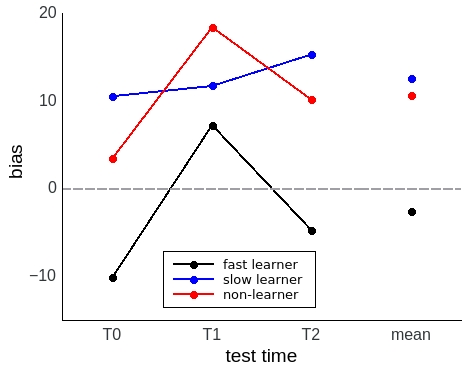 20
10
0
−10
bias
fast learner
slow learner
non-learner
T0 T1 T2 mean
test time